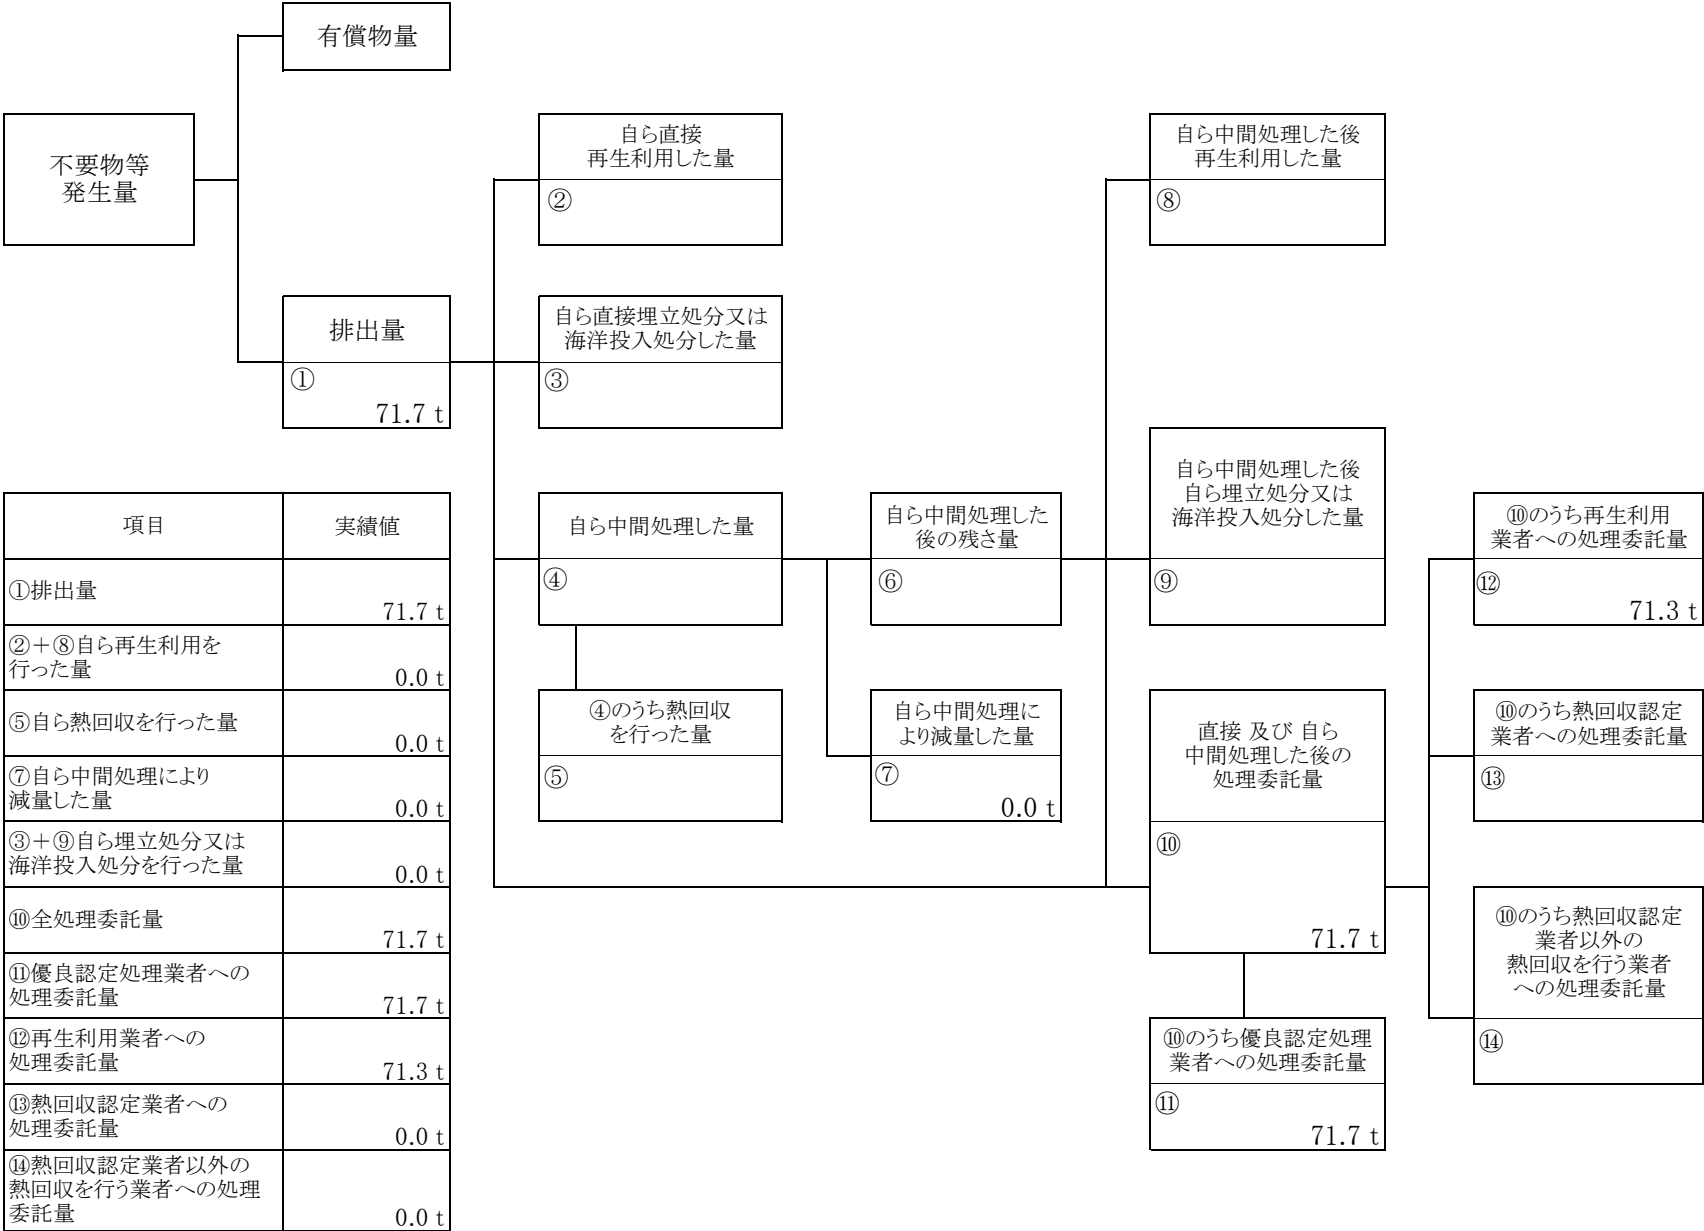 有償物量
不要物等
発生量
自ら直接
再生利用した量
②
自ら中間処理した後
再生利用した量
⑧
排出量
①
71.7 t
自ら直接埋立処分又は
海洋投入処分した量
③
自ら中間処理した量
④
自ら中間処理した
後の残さ量
⑥
自ら中間処理した後
自ら埋立処分又は
海洋投入処分した量
⑨
⑩のうち再生利用
業者への処理委託量
⑫
71.3 t
④のうち熱回収
を行った量
⑤
自ら中間処理に
より減量した量
⑦
0.0 t
直接 及び 自ら
中間処理した後の
処理委託量
⑩
71.7 t
⑩のうち熱回収認定
業者への処理委託量
⑬
⑩のうち熱回収認定
業者以外の
熱回収を行う業者
への処理委託量
⑭
⑩のうち優良認定処理
業者への処理委託量
⑪
71.7 t
項目 実績値
①排出量
71.7 t
②+⑧自ら再生利用を
行った量
0.0 t
⑤自ら熱回収を行った量
0.0 t
⑦自ら中間処理により
減量した量
0.0 t
③+⑨自ら埋立処分又は
海洋投入処分を行った量
0.0 t
⑩全処理委託量
71.7 t
⑪優良認定処理業者への
処理委託量
71.7 t
⑫再生利用業者への
処理委託量
71.3 t
⑬熱回収認定業者への
処理委託量
0.0 t
⑭熱回収認定業者以外の
熱回収を行う業者への処理
委託量
0.0 t